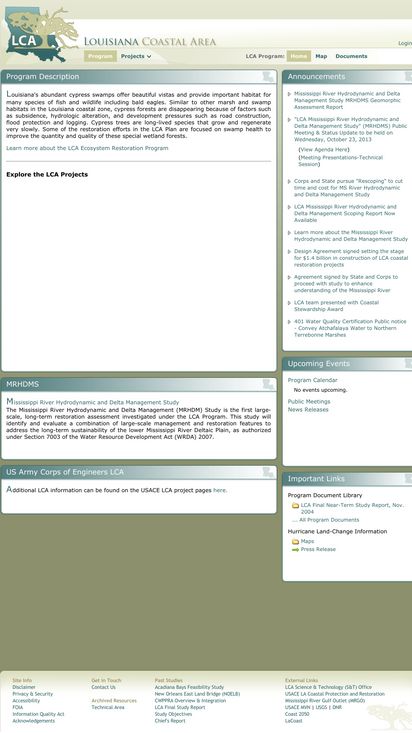 LCA
LOUISIANA COASTAL AREA
Login
Program
Projects
LCA Program:
Home
Map
Documents
Program Description
Louisiana's abundant cypress swamps offer beautiful vistas and provide important habitat for
many species of fish and wildlife including bald eagles. Similar to other marsh and swamp
habitats in the Louisiana coastal zone, cypress forests are disappearing because of factors such
as subsidence, hydrologic alteration, and development pressures such as road construction,
flood protection and logging. Cypress trees are long-lived species that grow and regenerate
very slowly. Some of the restoration efforts in the LCA Plan are focused on swamp health to
improve the quantity and quality of these special wetland forests.
Learn more about the LCA Ecosystem Restoration Program
Explore the LCA Projects
MRHDMS
Mississippi River Hydrodynamic and Delta Management Study
The Mississippi River Hydrodynamic and Delta Management (MRHDM) Study is the first large-
scale, long-term restoration assessment investigated under the LCA Program. This study will
identify and evaluate a combination of large-scale management and restoration features to
address the long-term sustainability of the lower Mississippi River Deltaic Plain, as authorized
under Section 7003 of the Water Resource Development Act (WRDA) 2007.
US Army Corps of Engineers LCA
Additional LCA information can be found on the USACE LCA project pages here.
Announcements
Mississippi River Hydrodynamic and Delta
Management Study MRHDMS Geomorphic
Assessment Report
"LCA Mississippi River Hydrodynamic and
Delta Management Study" (MRHDMS) Public
Meeting & Status Update to be held on
Wednesday, October 23, 2013
(View Agenda Here)
(Meeting Presentations-Technical
Session)
Corps and State pursue "Rescoping" to cut
time and cost for MS River Hydrodynamic
and Delta Management Study
LCA Mississippi River Hydrodynamic and
Delta Management Scoping Report Now
Available
Learn more about the Mississippi River
Hydrodynamic and Delta Management Study
Design Agreement signed setting the stage
for $1.4 billion in construction of LCA coastal
restoration projects
Agreement signed by State and Corps to
proceed with study to enhance
understanding of the Mississippi River
LCA team presented with Coastal
Stewardship Award
401 Water Quality Certification Public notice
- Convey Atchafalaya Water to Northern
Terrebonne Marshes
Upcoming Events
Program Calendar
No events upcoming.
Public Meetings
News Releases
Important Links
Program Document Library
LCA Final Near-Term Study Report, Nov.
2004
... All Program Documents
Hurricane Land-Change Information
Maps
Press Release
Site Info
Disclaimer
Privacy & Security
Accessibility
FOIA
Information Quality Act
Acknowledgements
Get in Touch
Contact Us
Archived Resources
Technical Area
Past Studies
Acadiana Bays Feasibility Study
New Orleans East Land Bridge (NOELB)
CWPPRA Overview & Integration
LCA Final Study Report
Study Objectives
Chief's Report
External Links
LCA Science & Technology (S&T) Office
USACE LA Coastal Protection and Restoration
Mississippi River Gulf Outlet (MRGO)
USACE MVN | USGS | DNR
Coast 2050
LaCoast